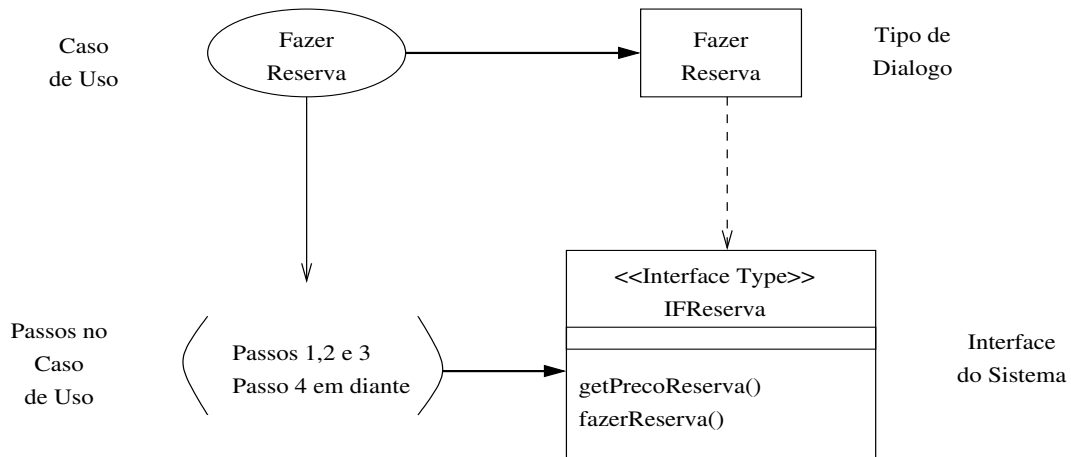 Caso
de Uso
Fazer
Reserva
Fazer
Reserva
Tipo de
Dialogo
Passos no
Caso
de Uso
Passos 1,2 e 3
Passo 4 em diante
<<Interface Type>>
IFReserva
getPrecoReserva()
fazerReserva()
Interface
do Sistema